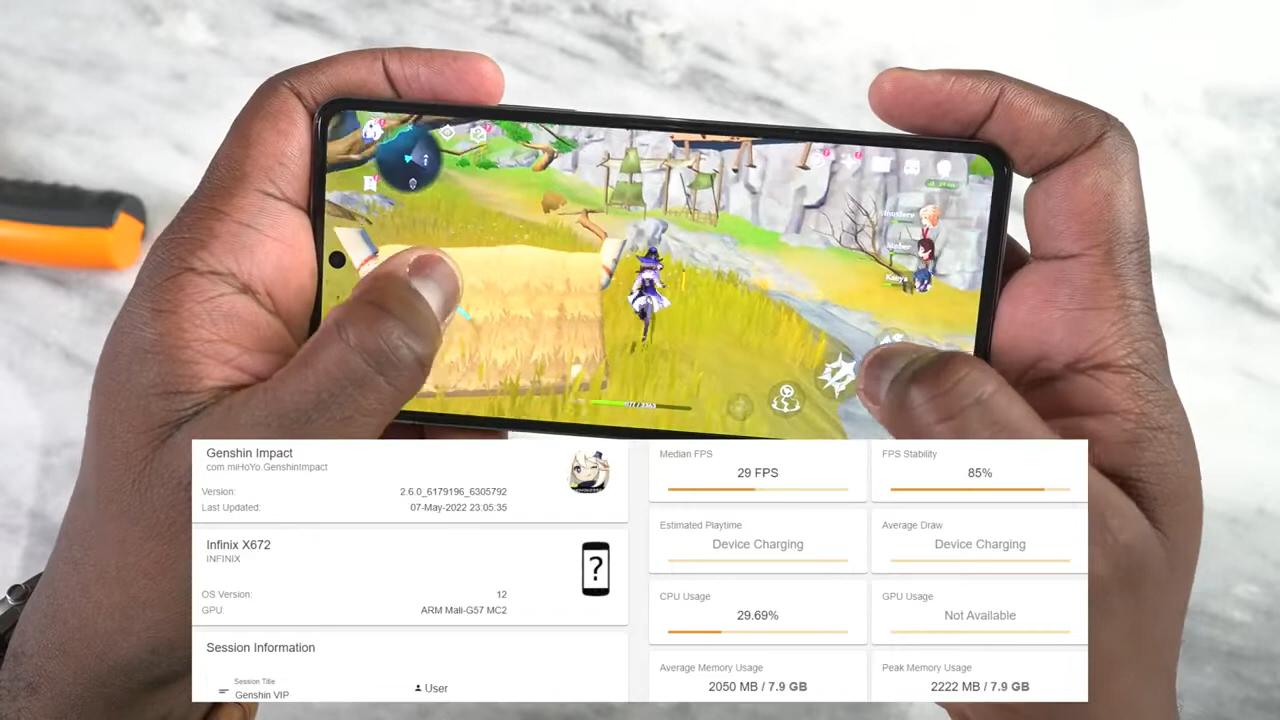 Kaeya
Genshin Impact
com.miHoYo.GenshinImpact
Version: 2.6.0_6179196_6305792
Last Updated: 07-May-2022 23:05:35
Infinix X672
INFINIX
OS Version: 12
GPU: ARM Mali-G57 MC2
Session Information
Session Title
Genshin VIP
User
Median FPS
29 FPS
FPS Stability
85%
Estimated Playtime
Device Charging
Average Draw
Device Charging
CPU Usage
29.69%
GPU Usage
Not Available
Average Memory Usage
2050 MB / 7.9 GB
Peak Memory Usage
2222 MB / 7.9 GB